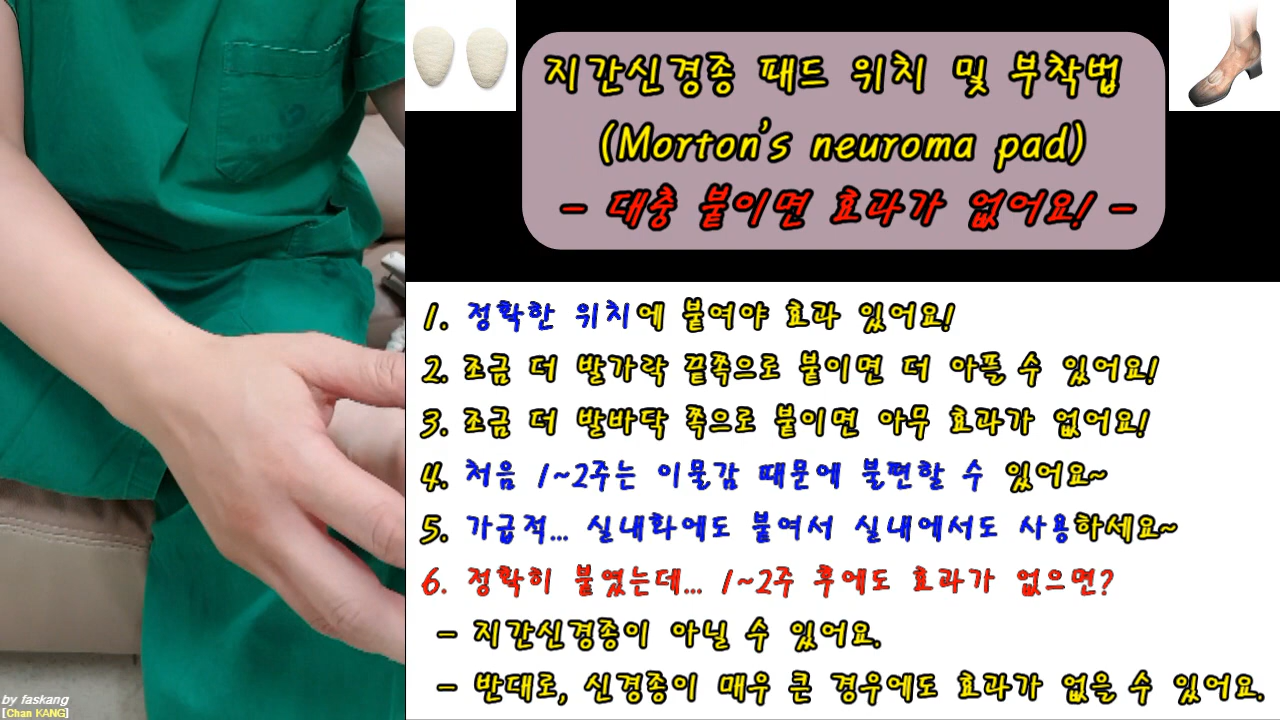 지간신경종 패드 위치 및 부착법
(Morton's neuroma pad)
- 대충 붙이면 효과가 없어요! -
1. 정확한 위치에 붙여야 효과 있어요!
2. 조금 더 발가락 끝쪽으로 붙이면 더 아플 수 있어요!
3. 조금 더 발바닥 쪽으로 붙이면 아무 효과가 없어요!
4. 처음 1~2주는 이물감 때문에 불편할 수 있어요~
5. 가급적... 실내화에도 붙여서 실내에서도 사용하세요~
6. 정확히 붙였는데... 1~2주 후에도 효과가 없으면?
- 지간신경종이 아닐 수 있어요.
- 반대로, 신경종이 매우 큰 경우에도 효과가 없을 수 있어요.
by faskang
[Chan KANG]